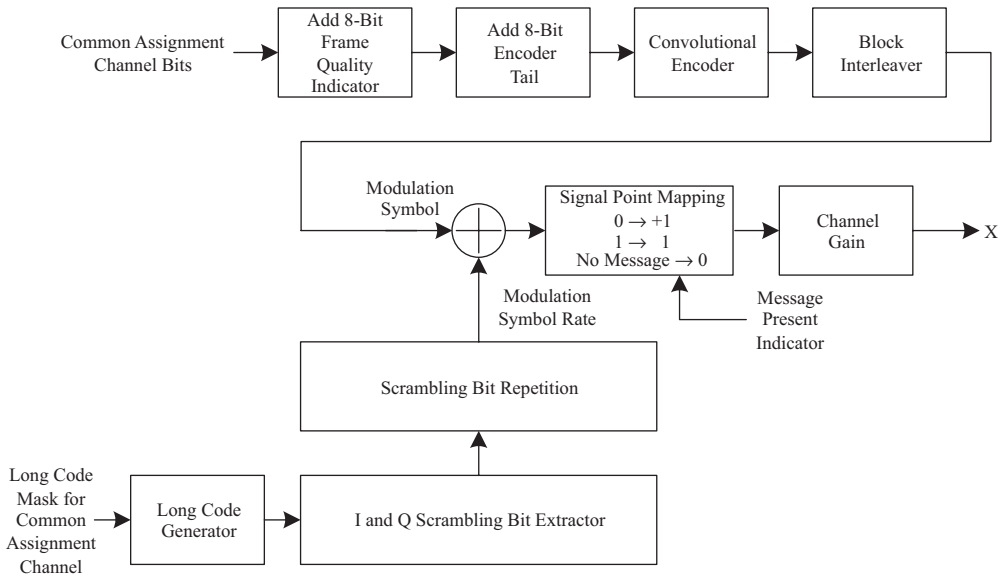 Common Assignment
Channel Bits
Add 8-Bit
Frame
Quality
Indicator
Add 8-Bit
Encoder
Tail
Convolutional
Encoder
Block
Interleaver
Modulation
Symbol
Signal Point Mapping
0 → +1
1 → 1
No Message → 0
Channel
Gain
X
Modulation
Symbol Rate
Message
Present
Indicator
Scrambling Bit Repetition
Long Code
Mask for
Common
Assignment
Channel
Long Code
Generator
I and Q Scrambling Bit Extractor